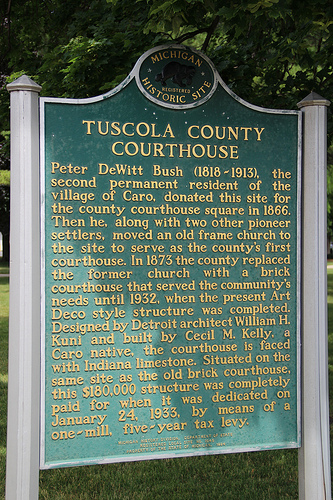 MICHIGAN
REGISTERED
HISTORIC SITE
TUSCOLA COUNTY
COURTHOUSE
Peter DeWitt Bush (1818-1913), the
second permanent resident of the
village of Caro, donated this site for
the county courthouse square in 1866.
Then he, along with two other pioneer
settlers, moved an old frame church to
the site to serve as the county's first
courthouse. In 1873 the county replaced
the former church with a brick
courthouse that served the community's
needs until 1932, when the present Art
Deco style structure was completed.
Designed by Detroit architect William H.
Kuni and built by Cecil M. Kelly, a
Caro native, the courthouse is faced
with Indiana limestone. Situated on the
same site as the old brick courthouse,
this $180,000 structure was completely
paid for when it was dedicated on
January 24, 1933, by means of a
one-mill, five-year tax levy.